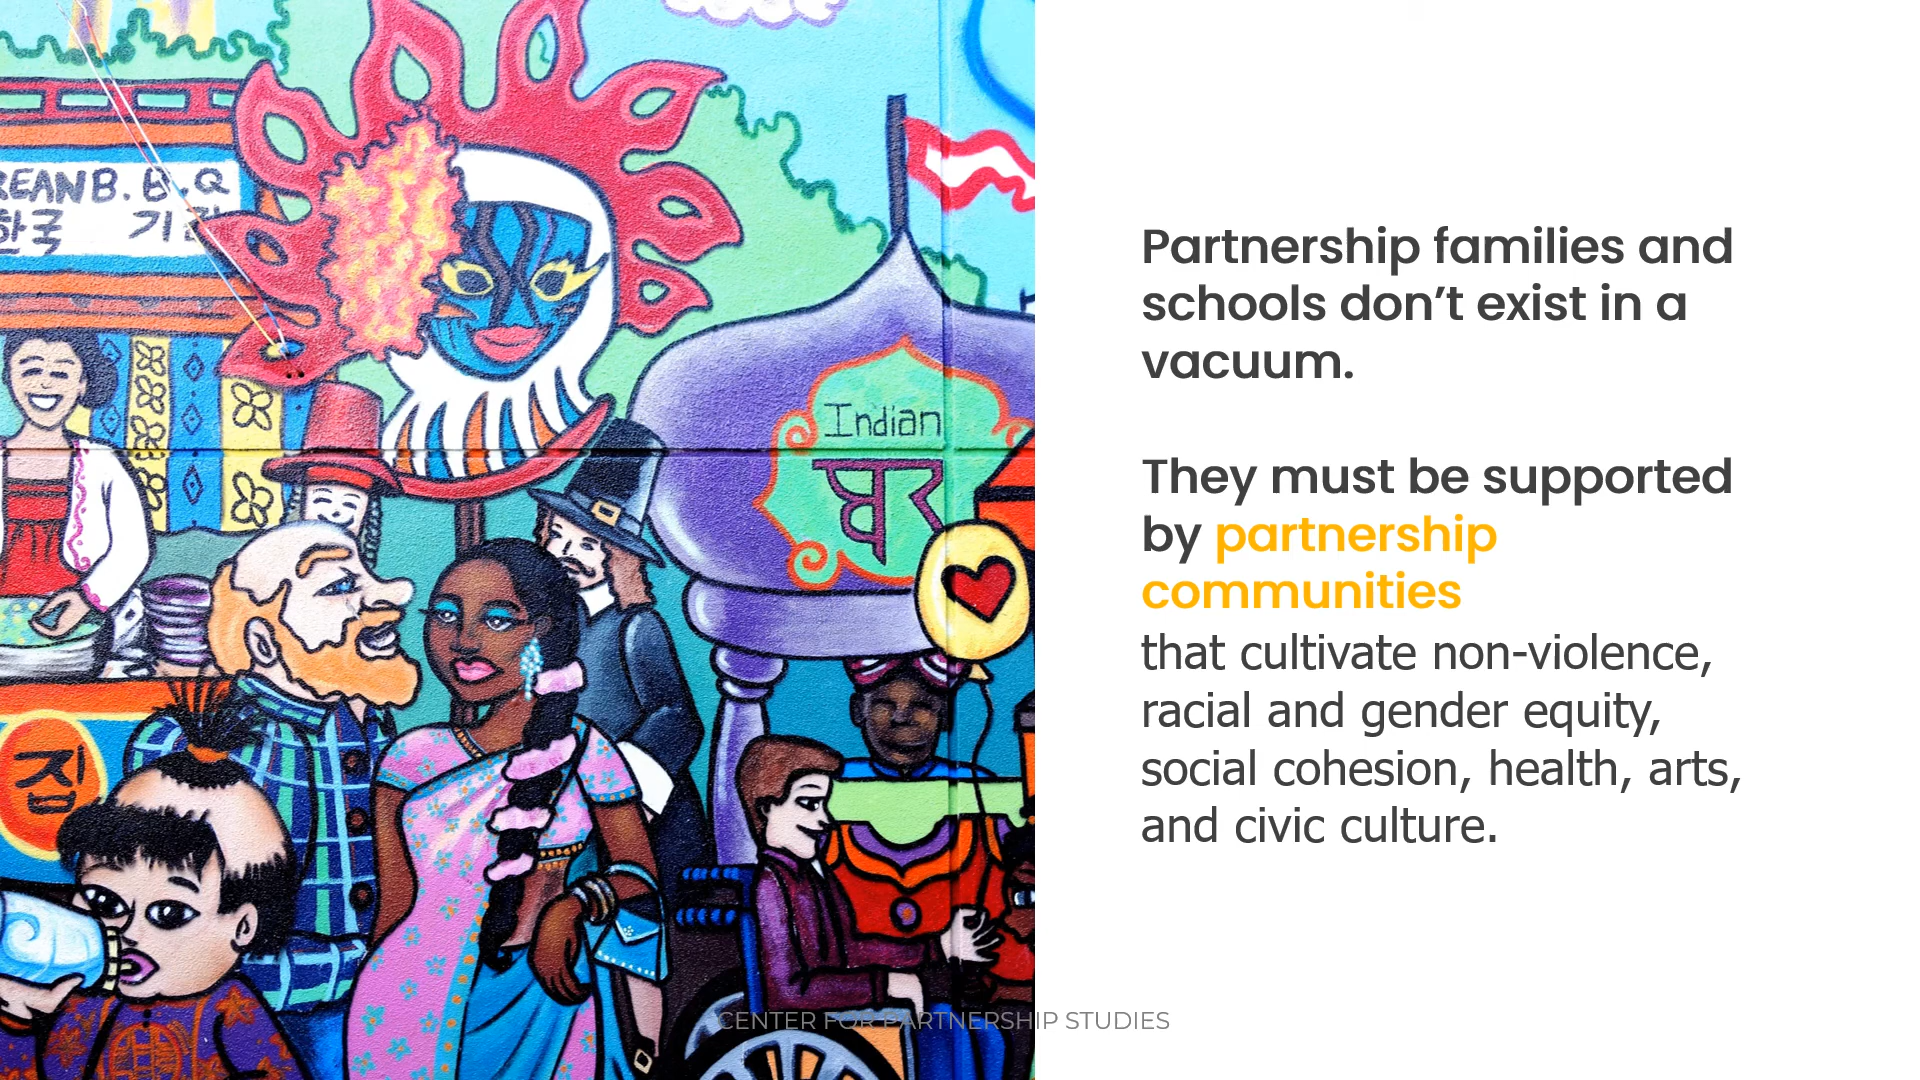 REAN B. B. Q
한국
Indian
집
Partnership families and
schools don’t exist in a
vacuum.
They must be supported
by partnership
communities
that cultivate non-violence,
racial and gender equity,
social cohesion, health, arts,
and civic culture.
CENTER FOR PARTNERSHIP STUDIES